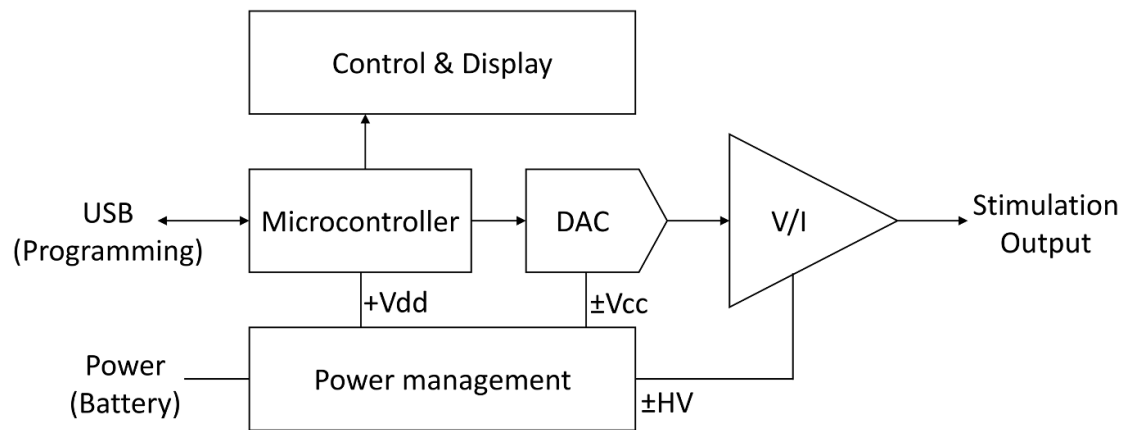 Control & Display
USB
(Programming)
Microcontroller
DAC
V/I
Stimulation
Output
+Vdd
±Vcc
Power
(Battery)
Power management
±HV